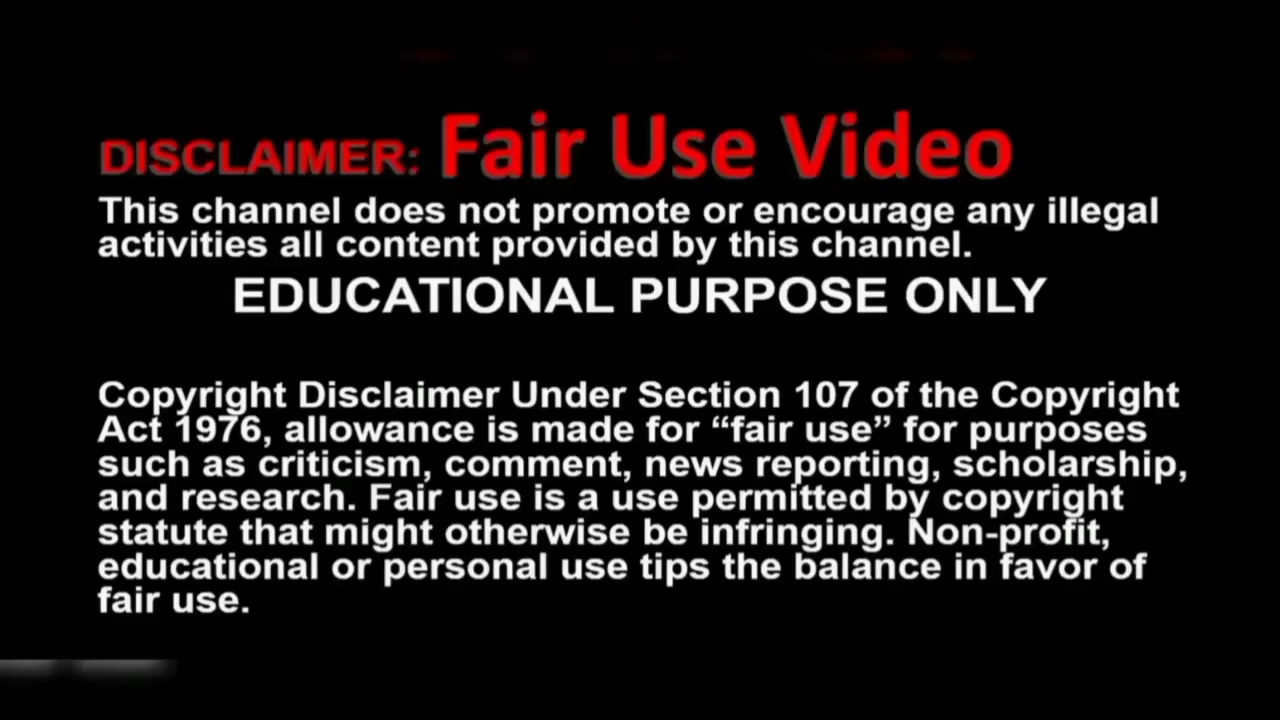 DISCLAIMER: Fair Use Video
This channel does not promote or encourage any illegal
activities all content provided by this channel.
EDUCATIONAL PURPOSE ONLY
Copyright Disclaimer Under Section 107 of the Copyright
Act 1976, allowance is made for “fair use” for purposes
such as criticism, comment, news reporting, scholarship,
and research. Fair use is a use permitted by copyright
statute that might otherwise be infringing. Non-profit,
educational or personal use tips the balance in favor of
fair use.